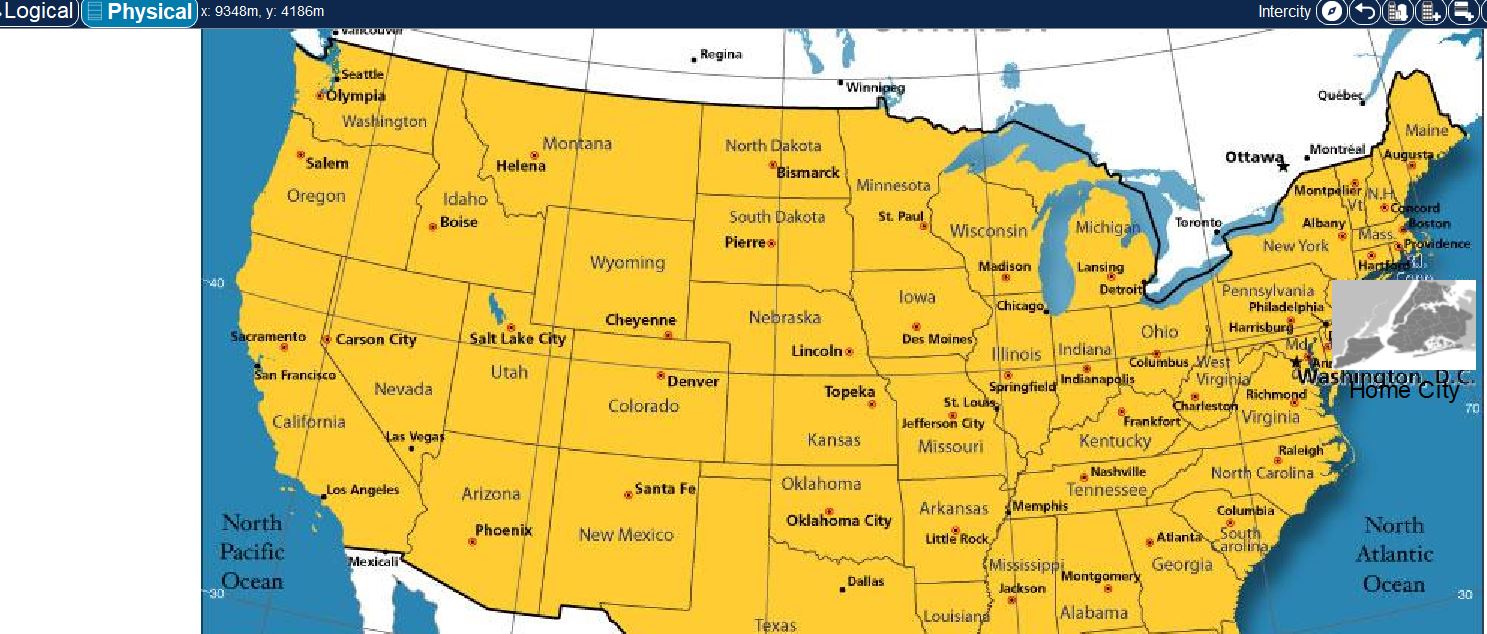 Logical
Physical
x: 9348m, y: 4186m
Intercity
Vancouver
Regina
Winnipeg
Seattle
Olympia
Washington
Québec
Maine
Montana
Helena
North Dakota
Bismarck
Ottawa
Montréal
Augusta
Salem
Oregon
Idaho
Boise
Minnesota
St. Paul
Montpelier
Vt.
N.H.
Concord
South Dakota
Pierre
Wisconsin
Michigan
Toronto
Albany
Boston
Mass.
Providence
New York
Hartford
Wyoming
Madison
Lansing
Detroit
40
Iowa
Pennsylvania
Chicago
Philadelphia
Cheyenne
Nebraska
Ohio
Harrisburg
Sacramento
Carson City
Salt Lake City
Des Moines
Lincoln
Md.
Illinois
Indiana
Columbus
West
Virginia
San Francisco
Utah
Denver
Springfield
Indianapolis
Washington, D.C.
Nevada
Topeka
Home City
Colorado
St. Louis
Charleston
Richmond
70
California
Jefferson City
Frankfort
Virginia
Las Vegas
Kansas
Missouri
Kentucky
Raleigh
Los Angeles
Arizona
Santa Fe
Oklahoma
Nashville
Tennessee
North Carolina
North
Pacific
Ocean
Phoenix
New Mexico
Oklahoma City
Arkansas
Little Rock
Memphis
Columbia
South
Carolina
Atlanta
Georgia
North
Atlantic
Ocean
Mexicali
Mississippi
Jackson
Montgomery
Alabama
Dallas
30
30
Texas
Louisiana